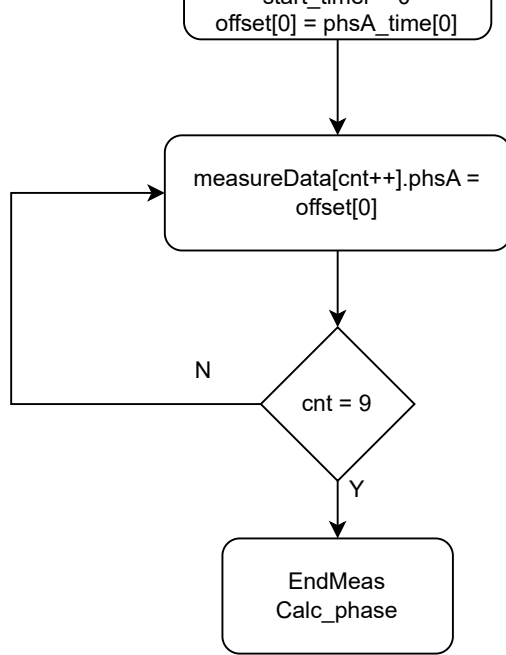 offset[0] = phsA_time[0]
measureData[cnt++].phsA =
offset[0]
N
cnt = 9
Y
EndMeas
Calc_phase